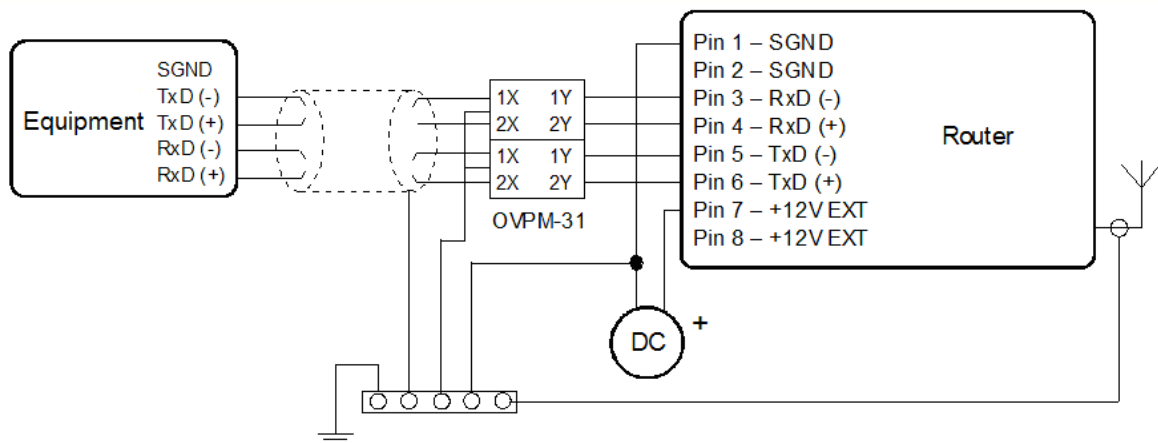 Equipment
SGND
TxD (-)
TxD (+)
RxD (-)
RxD (+)
1X 1Y
2X 2Y
1X 1Y
2X 2Y
OVPM-31
Pin 1 – SGND
Pin 2 – SGND
Pin 3 – RxD (-)
Pin 4 – RxD (+)
Pin 5 – TxD (-)
Pin 6 – TxD (+)
Pin 7 – +12V EXT
Pin 8 – +12V EXT
Router
DC +